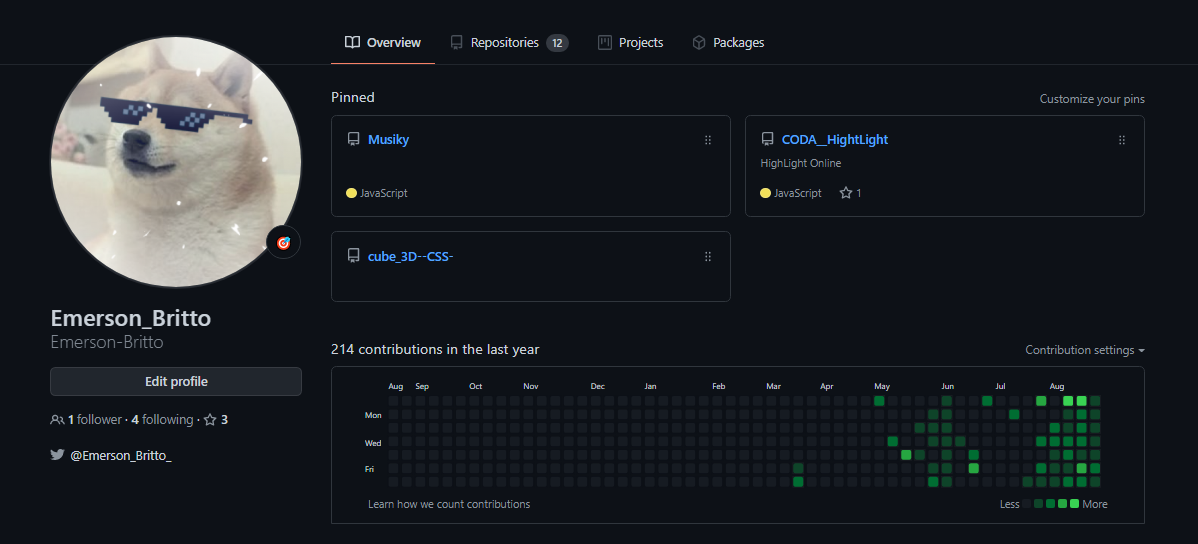 Overview Repositories 12 Projects Packages
Pinned Customize your pins
Musiky
JavaScript
CODA__HightLight
HighLight Online
JavaScript 1
cube_3D--CSS-
Emerson_Britto
Emerson-Britto
Edit profile
1 follower · 4 following · 3
@Emerson_Britto_
214 contributions in the last year Contribution settings
Aug Sep Oct Nov Dec Jan Feb Mar Apr May Jun Jul Aug
Mon
Wed
Fri
Learn how we count contributions Less More